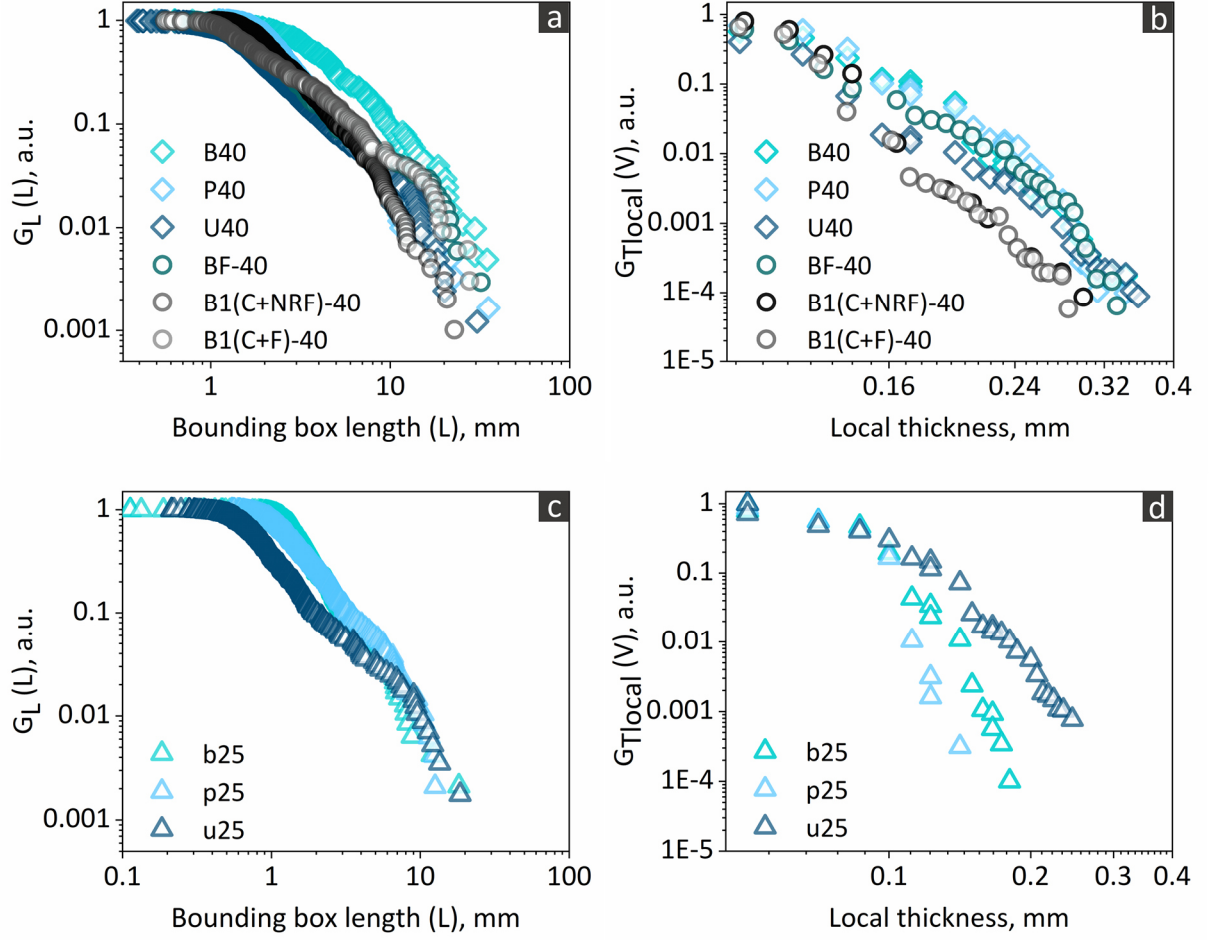 a
1
0.1
0.01
0.001
G_L (L), a.u.
B40
P40
U40
BF-40
B1(C+NRF)-40
B1(C+F)-40
1
10
100
Bounding box length (L), mm
b
1
0.1
0.01
0.001
1E-4
1E-5
G_Tlocal (V), a.u.
B40
P40
U40
BF-40
B1(C+NRF)-40
B1(C+F)-40
0.16
0.24
0.32
0.4
Local thickness, mm
c
1
0.1
0.01
0.001
G_L (L), a.u.
b25
p25
u25
0.1
1
10
100
Bounding box length (L), mm
d
1
0.1
0.01
0.001
1E-4
1E-5
G_Tlocal (V), a.u.
b25
p25
u25
0.1
0.2
0.3
0.4
Local thickness, mm